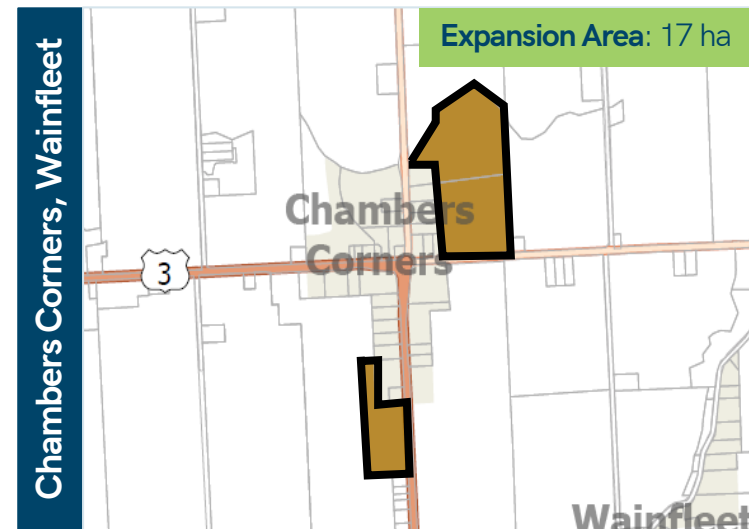 Chambers Corners, Wainfleet
Expansion Area: 17 ha
Chambers
Corners
3
Wainfleet